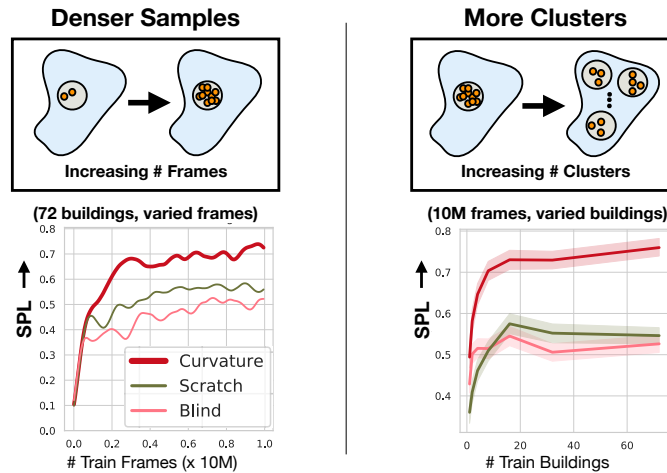 Denser Samples
Increasing # Frames
(72 buildings, varied frames)
0.8
0.7
0.6
0.5
0.4
0.3
0.2
0.1
0.0
SPL
Curvature
Scratch
Blind
0.0 0.2 0.4 0.6 0.8 1.0
# Train Frames (x 10M)
More Clusters
Increasing # Clusters
(10M frames, varied buildings)
0.8
0.7
0.6
0.5
0.4
SPL
0 20 40 60
# Train Buildings